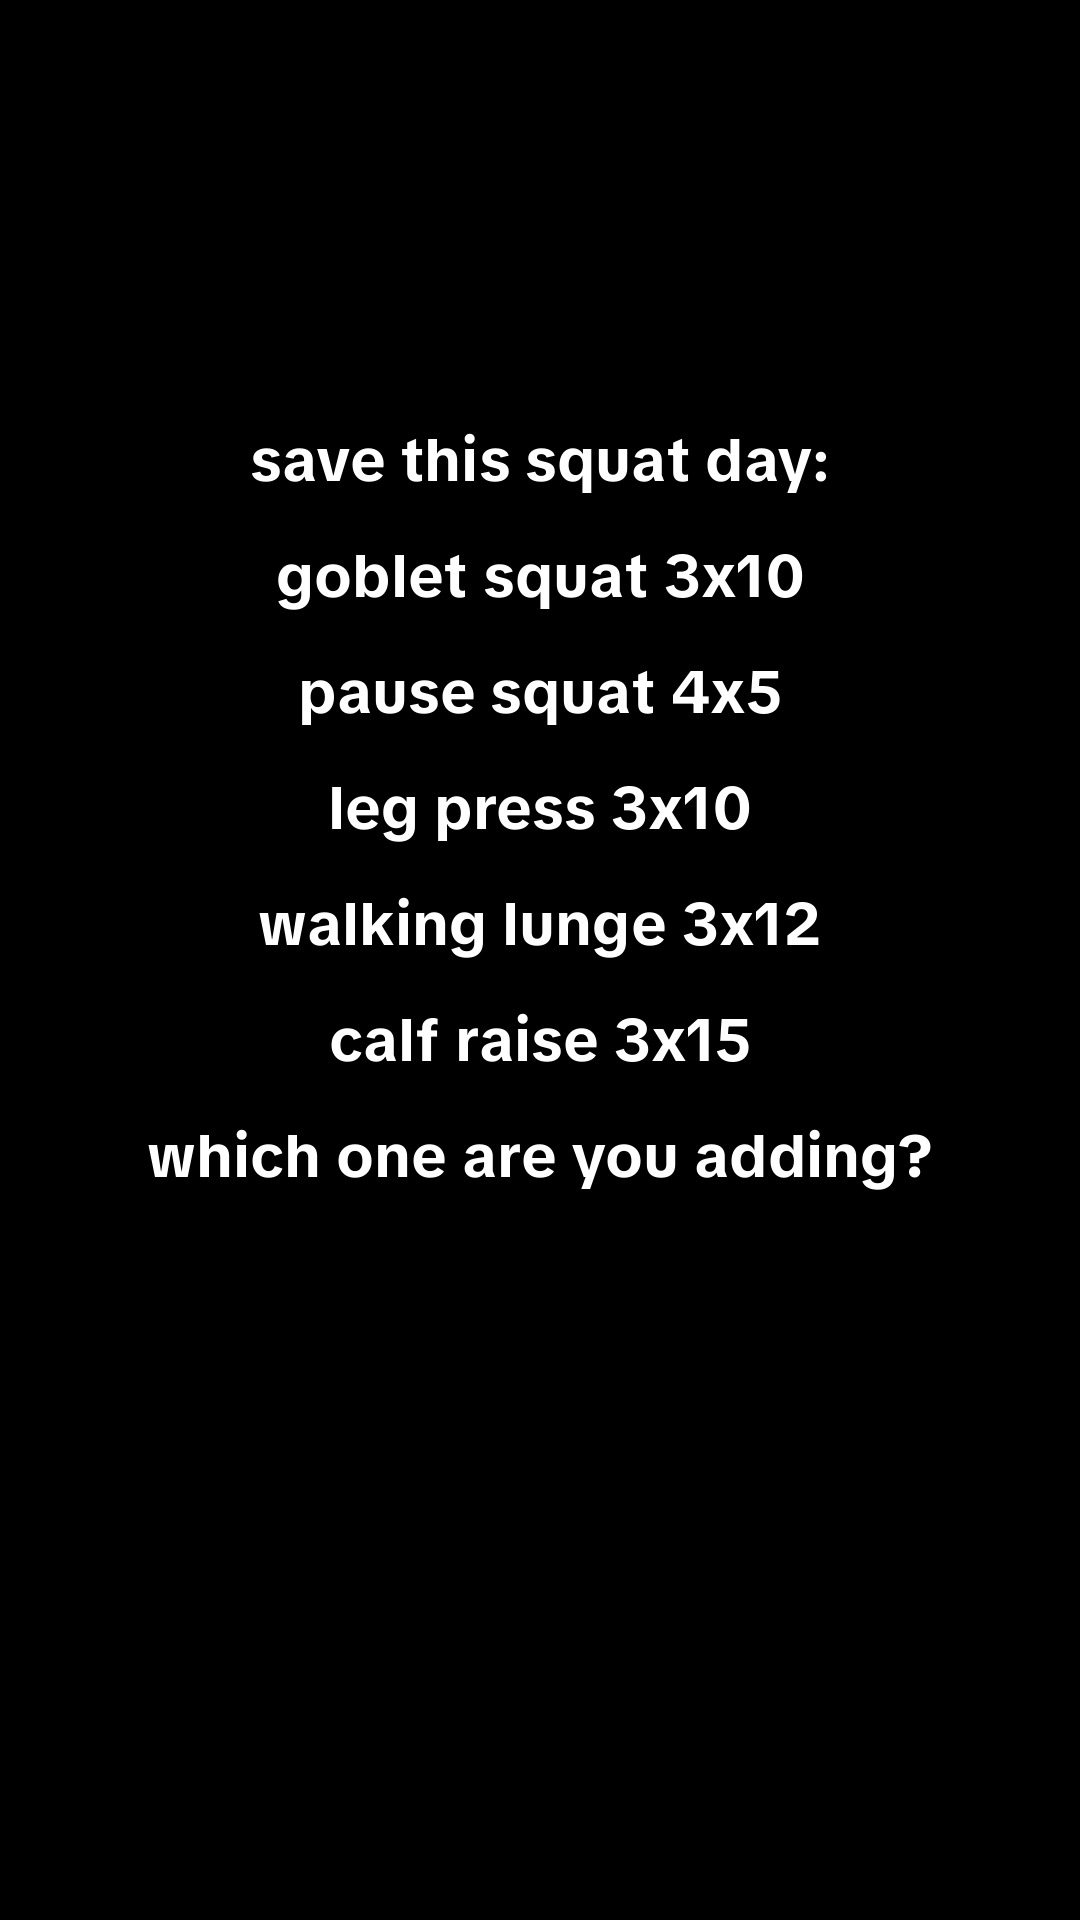 save this squat day:
goblet squat 3x10
pause squat 4x5
leg press 3x10
walking lunge 3x12
calf raise 3x15
which one are you adding?